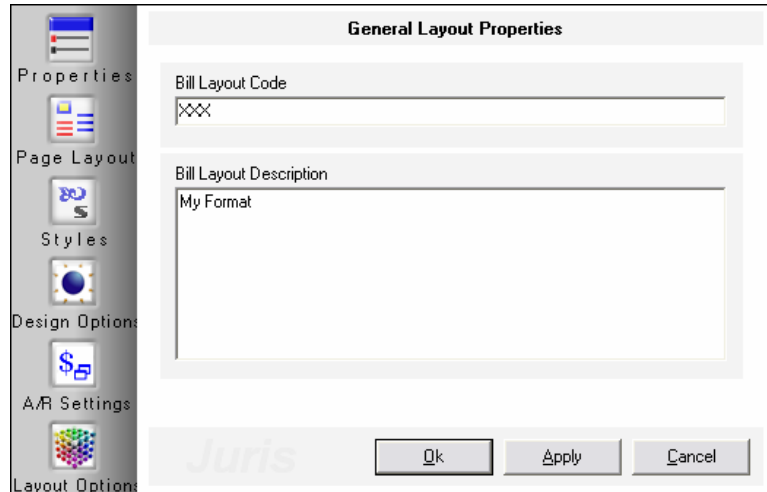 General Layout Properties
Properties
Bill Layout Code
XXX
Page Layout
Bill Layout Description
My Format
Styles
Design Options
$
A/R Settings
Layout Options
Juris
Ok
Apply
Cancel